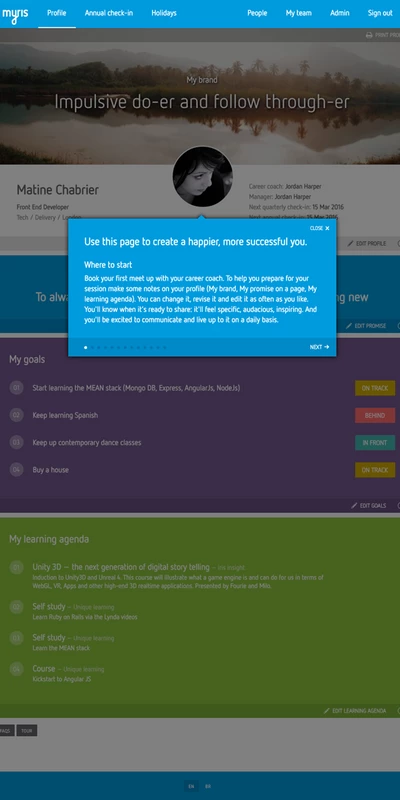 myris
Profile
Annual check-in
Holidays
People
My team
Admin
Sign out
PRINT
My brand
Impulsive do-er and follow through-er
Matine Chabrier
Front End Developer
Tech / Delivery / London
Career coach: Jordan Harper
Manager: Jordan Harper
Next quarterly check-in: 15 Mar 2016
Next annual check-in: 15 Mar 2016
EDIT PROFILE
CLOSE ×
Use this page to create a happier, more successful you.
Where to start
Book your first meet up with your career coach. To help you prepare for your
session make some notes on your profile (My brand, My promise on a page, My
learning agenda). You can change it, revise it and edit it as often as you like.
You'll know when it's ready to share: it'll feel specific, audacious, inspiring. And
you'll be excited to communicate and live up to it on a daily basis.
NEXT →
To alwa
ng new
EDIT PROMISE
My goals
01 Start learning the MEAN stack (Mongo DB, Express, AngularJs, NodeJs)
ON TRACK
02 Keep learning Spanish
BEHIND
03 Keep up contemporary dance classes
IN FRONT
04 Buy a house
ON TRACK
EDIT GOALS
My learning agenda
01 Unity 3D – the next generation of digital story telling – Iris Insight
Induction to Unity3D and Unreal 4. This course will illustrate what a game engine is and can do for us in terms of
WebGL, VR, Apps and other high-end 3D realtime applications. Presented by Fourie and Milo.
02 Self study – Unique learning
Learn Ruby on Rails via the Lynda videos
03 Self study – Unique learning
Learn the MEAN stack
04 Course – Unique learning
Kickstart to Angular JS
EDIT LEARNING AGENDA
FAQS
TOUR
EN